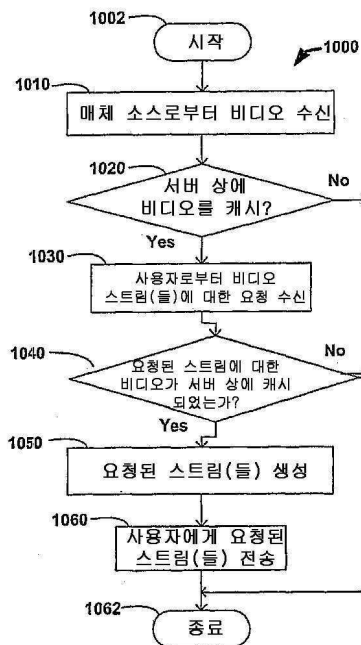 1002
시작
1000
1010
매체 소스로부터 비디오 수신
1020
서버 상에
비디오를 캐시?
No
Yes
1030
사용자로부터 비디오
스트림(들)에 대한 요청 수신
1040
요청된 스트림에 대한
비디오가 서버 상에 캐시
되었는가?
No
Yes
1050
요청된 스트림(들) 생성
1060
사용자에게 요청된
스트림(들) 전송
1062
종료